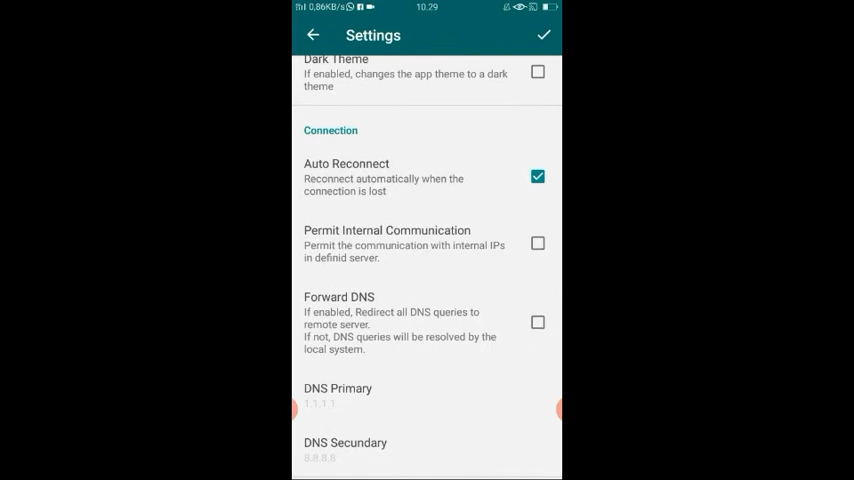 0,86KB/s
10.29
Settings
Dark Theme
If enabled, changes the app theme to a dark
theme
Connection
Auto Reconnect
Reconnect automatically when the
connection is lost
Permit Internal Communication
Permit the communication with internal IPs
in definid server.
Forward DNS
If enabled, Redirect all DNS queries to
remote server.
If not, DNS queries will be resolved by the
local system.
DNS Primary
1.1.1.1
DNS Secundary
8.8.8.8